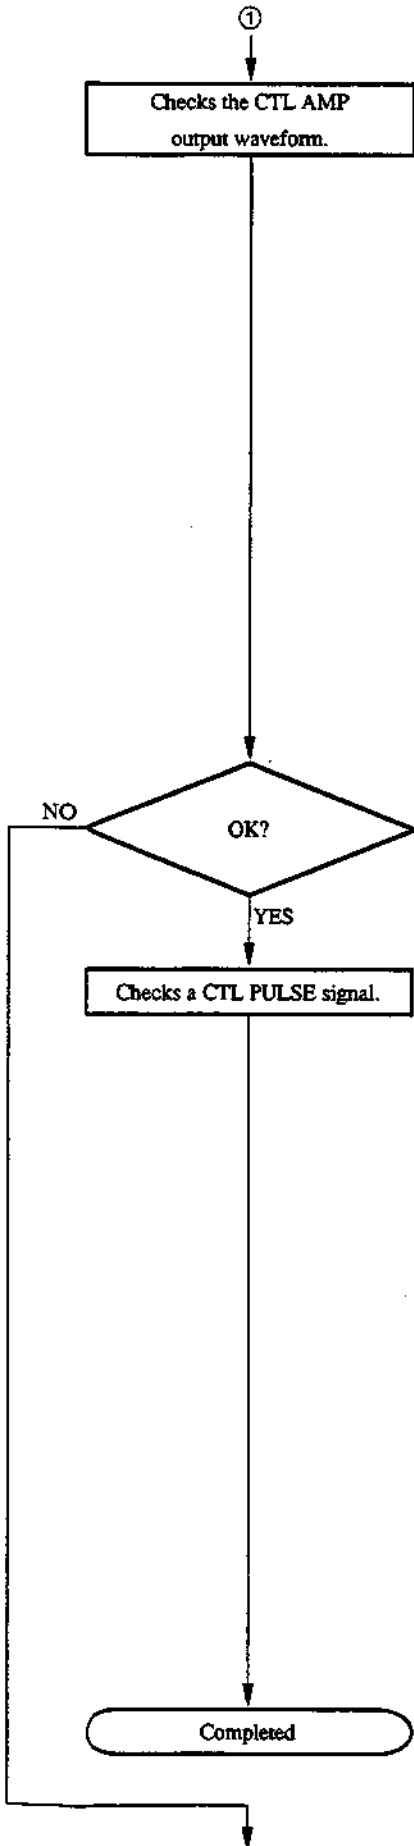 ①
Checks the CTL AMP
output waveform.
OK?
NO
YES
Checks a CTL PULSE signal.
Completed